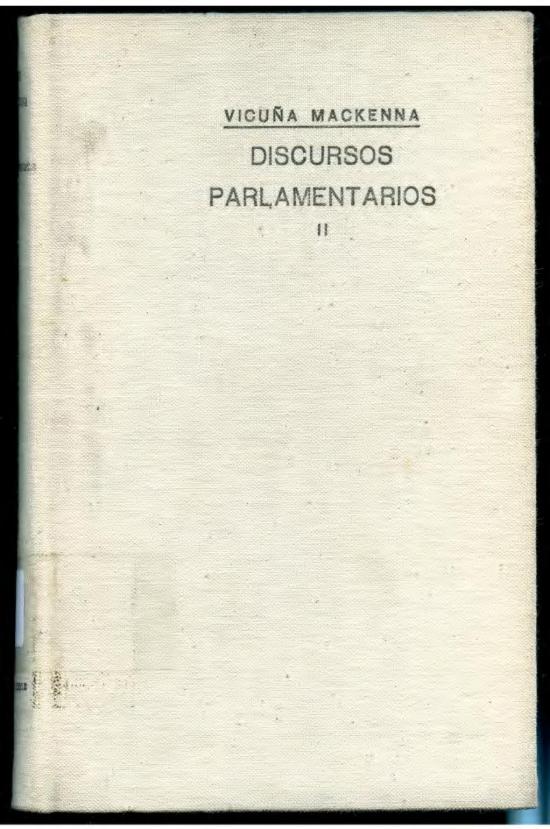 VICUÑA MACKENNA
DISCURSOS
PARLAMENTARIOS
II